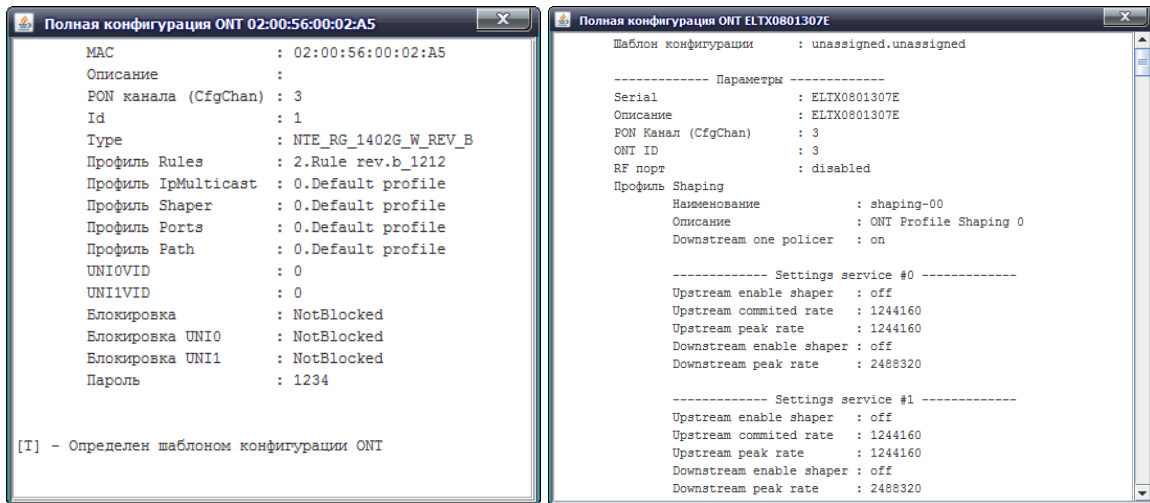 Полная конфигурация ONT 02:00:56:00:02:A5
MAC : 02:00:56:00:02:A5
Описание :
PON канала (CfgChan) : 3
Id : 1
Type : NTE_RG_1402G_W_REV_B
Профиль Rules : 2.Rule rev.b_1212
Профиль IpMulticast : 0.Default profile
Профиль Shaper : 0.Default profile
Профиль Ports : 0.Default profile
Профиль Path : 0.Default profile
UNI0VID : 0
UNI1VID : 0
Блокировка : NotBlocked
Блокировка UNI0 : NotBlocked
Блокировка UNI1 : NotBlocked
Пароль : 1234
[T] - Определен шаблоном конфигурации ONT
Полная конфигурация ONT ELTX0801307E
Шаблон конфигурации : unassigned.unassigned
------------- Параметры -------------
Serial : ELTX0801307E
Описание : ELTX0801307E
PON Канал (CfgChan) : 3
ONT ID : 3
RF порт : disabled
Профиль Shaping
Наименование : shaping-00
Описание : ONT Profile Shaping 0
Downstream one policer : on
------------- Settings service #0 -------------
Upstream enable shaper : off
Upstream commited rate : 1244160
Upstream peak rate : 1244160
Downstream enable shaper : off
Downstream peak rate : 2488320
------------- Settings service #1 -------------
Upstream enable shaper : off
Upstream commited rate : 1244160
Upstream peak rate : 1244160
Downstream enable shaper : off
Downstream peak rate : 2488320